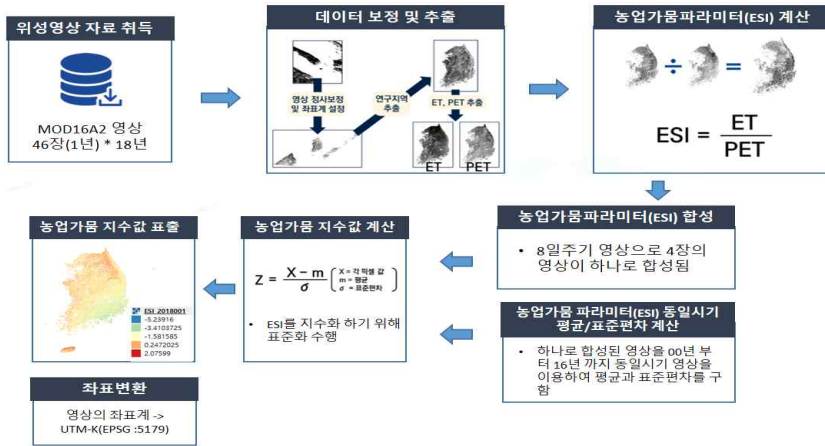 위성영상 자료 취득
MOD16A2 영상
46장(1년) * 18년
데이터 보정 및 추출
영상 정사보정
및 좌표계 설정
연구지역
추출
ET, PET 추출
ET
PET
농업가뭄파라미터(ESI) 계산
÷ =
ESI = ET / PET
농업가뭄파라미터(ESI) 합성
• 8일주기 영상으로 4장의
영상이 하나로 합성됨
농업가뭄 파라미터(ESI) 동일시기
평균/표준편차 계산
• 하나로 합성된 영상을 00년 부
터 16년 까지 동일시기 영상을
이용하여 평균과 표준편차를 구
함
농업가뭄 지수값 계산
Z = X – m / σ
X = 각 픽셀 값
m = 평균
σ = 표준편차
• ESI를 지수화 하기 위해
표준화 수행
농업가뭄 지수값 표출
ESI_2018001
-5.23916
-3.4103725
-1.581585
0.2472025
2.07599
좌표변환
영상의 좌표계 ->
UTM-K(EPSG :5179)